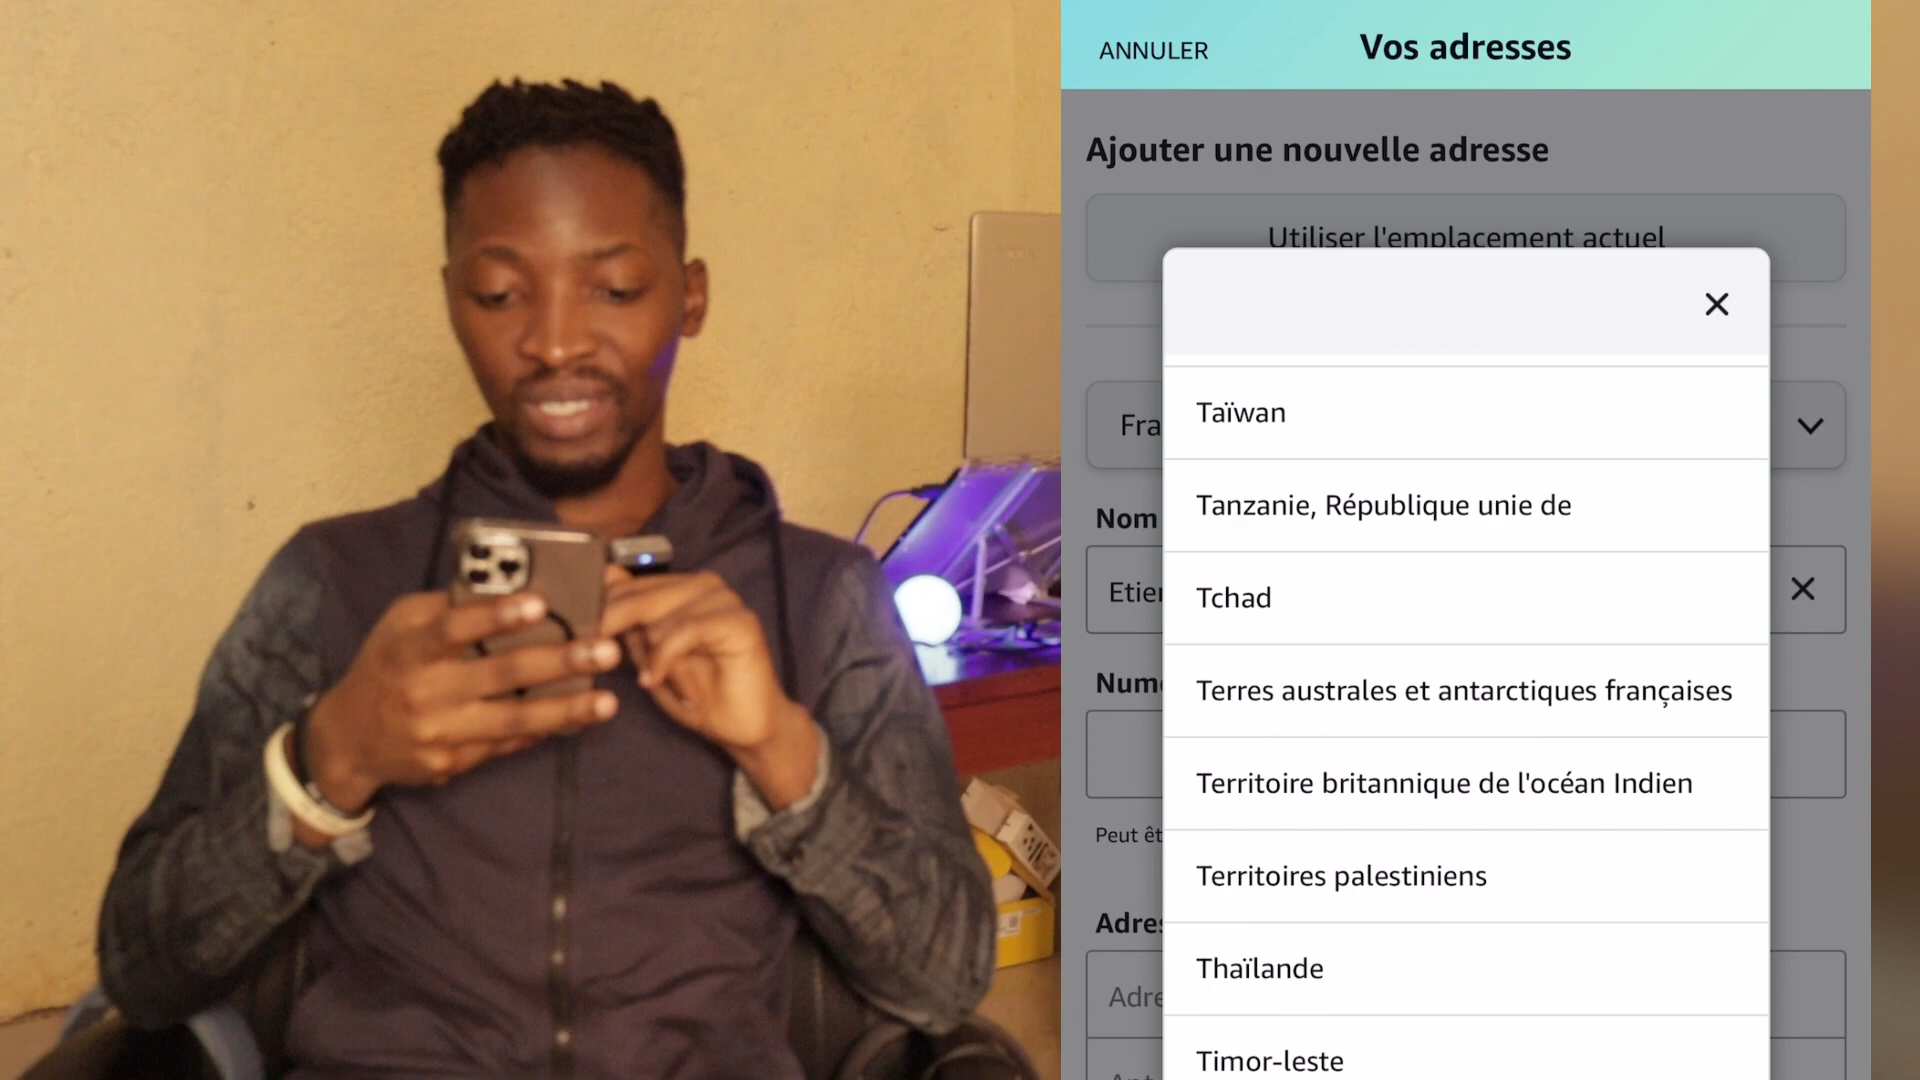 ANNULER
Vos adresses
Ajouter une nouvelle adresse
Utiliser l'emplacement actuel
Fra
Taïwan
Tanzanie, République unie de
Nom
Etie
Tchad
Num
Terres australes et antarctiques françaises
Territoire britannique de l'océan Indien
Peut êt
Territoires palestiniens
Adre
Thaïlande
Adre
Timor-leste